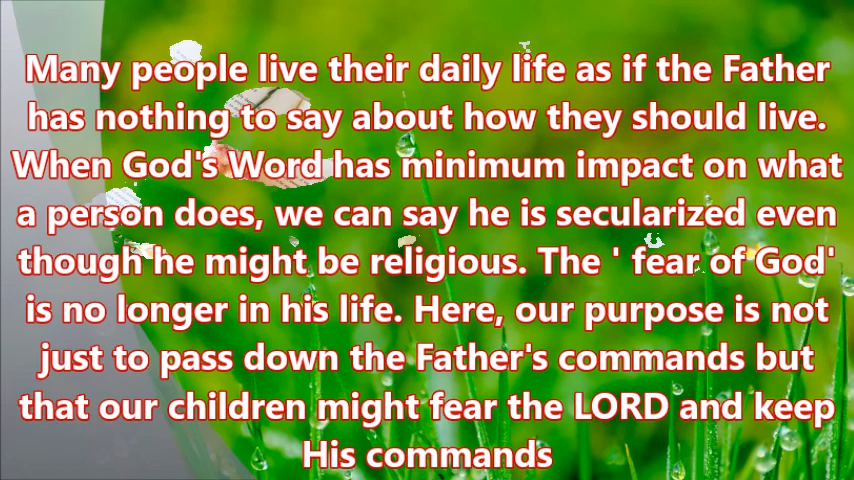 Many people live their daily life as if the Father
has nothing to say about how they should live.
When God's Word has minimum impact on what
a person does, we can say he is secularized even
though he might be religious. The ' fear of God'
is no longer in his life. Here, our purpose is not
just to pass down the Father's commands but
that our children might fear the LORD and keep
His commands